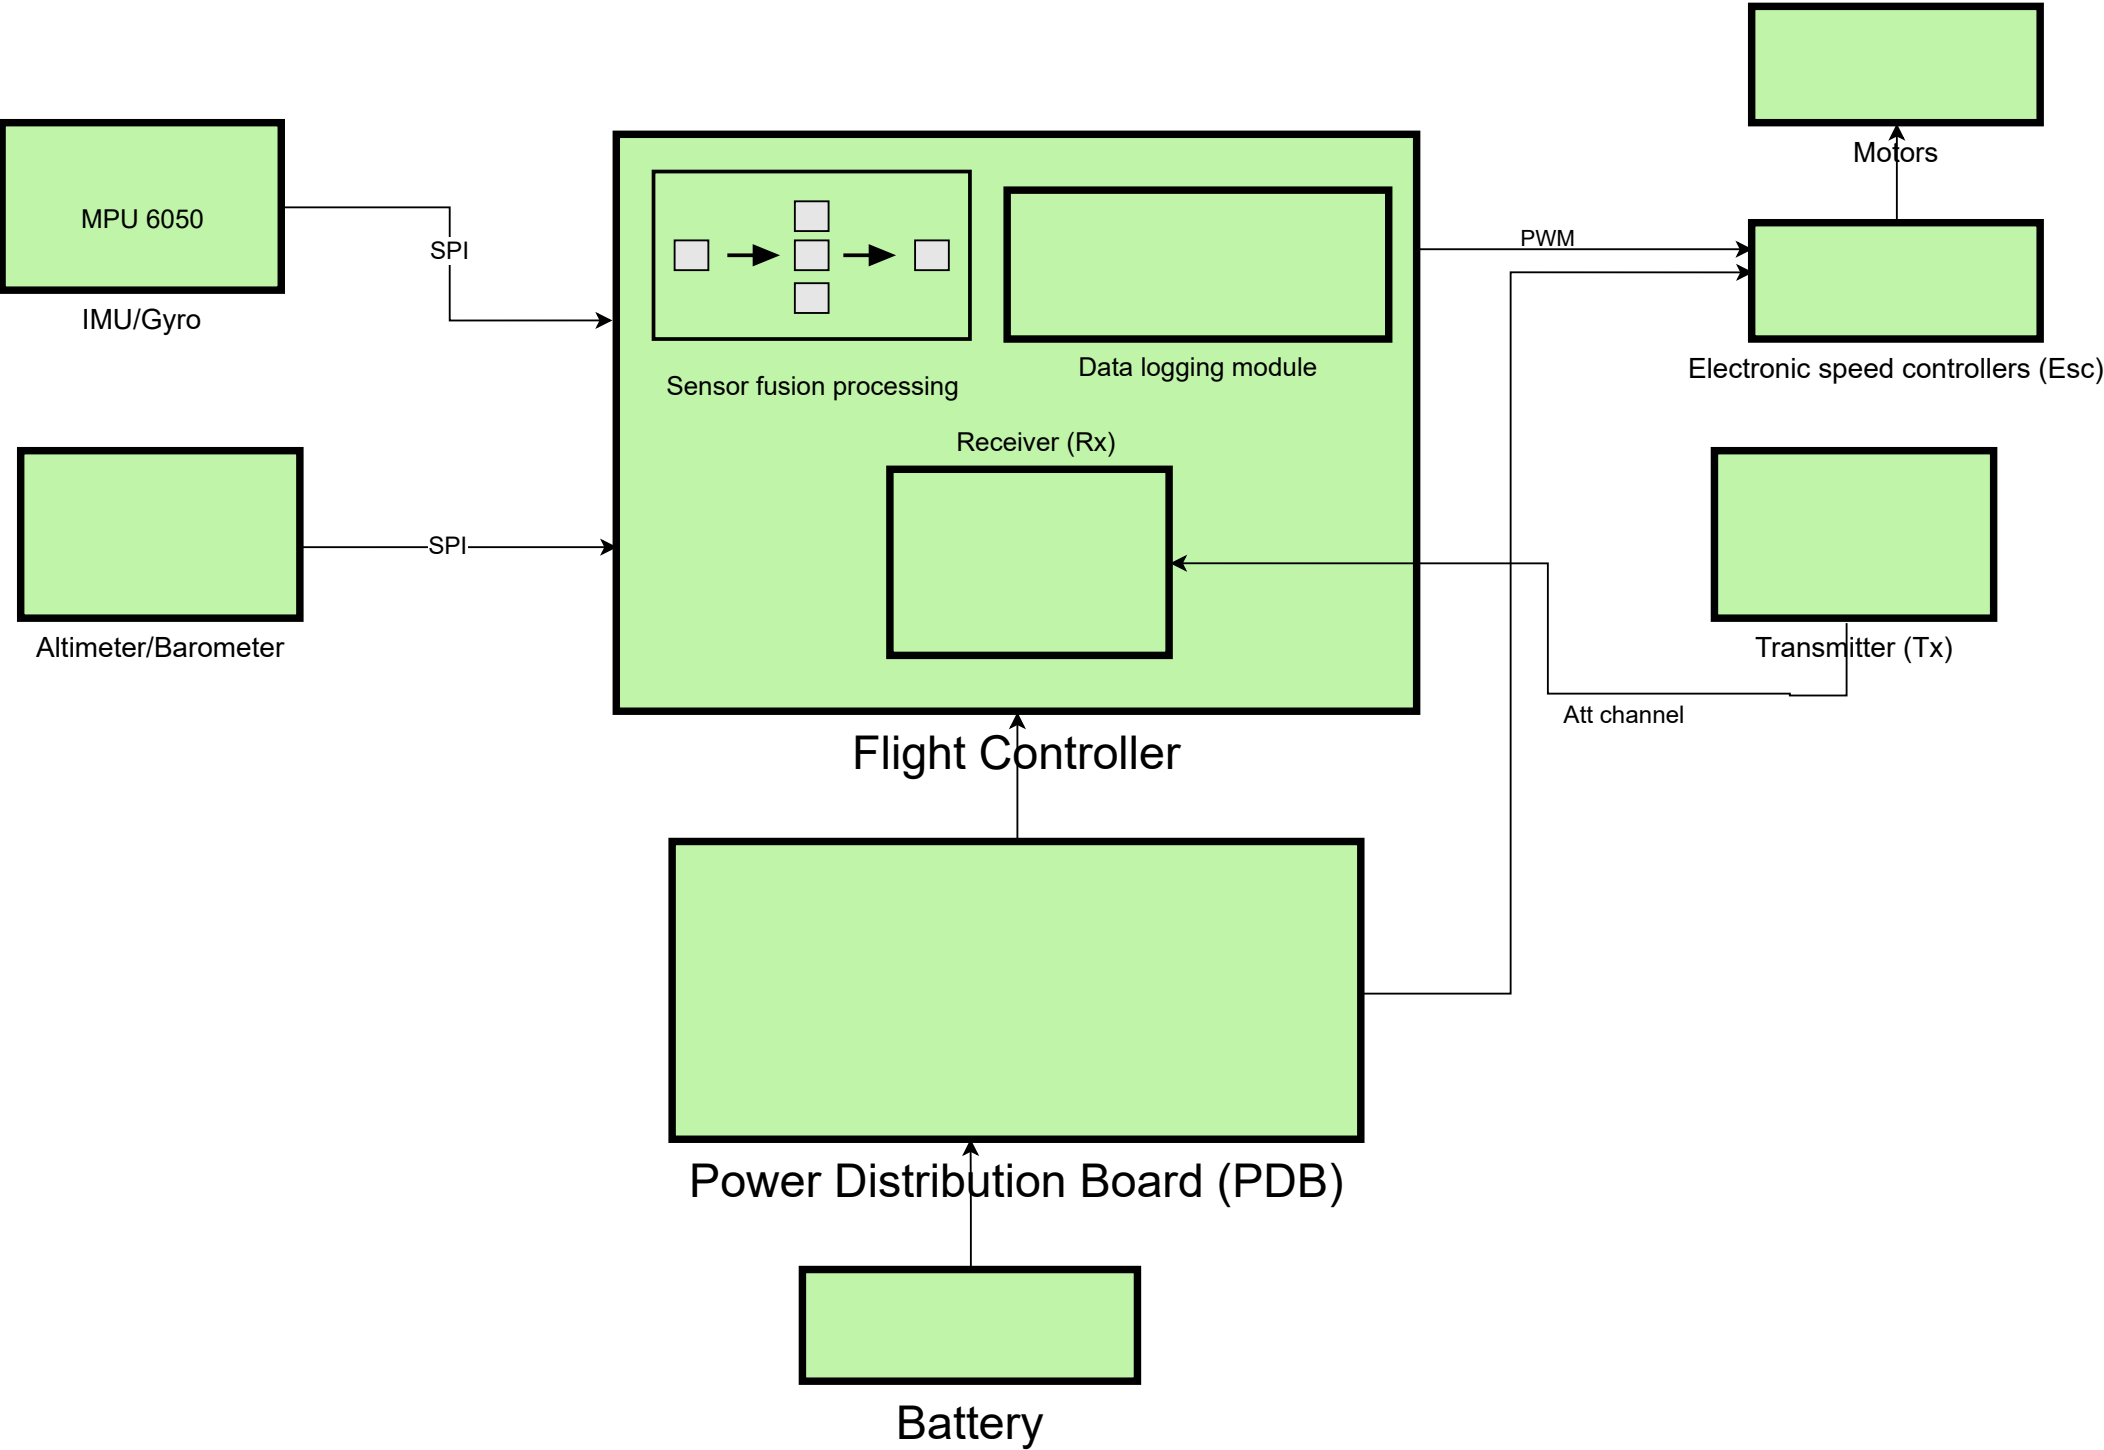 Motors
MPU 6050
IMU/Gyro
SPI
PWM
Electronic speed controllers (Esc)
Data logging module
Sensor fusion processing
Receiver (Rx)
SPI
Altimeter/Barometer
Transmitter (Tx)
Att channel
Flight Controller
Power Distribution Board (PDB)
Battery